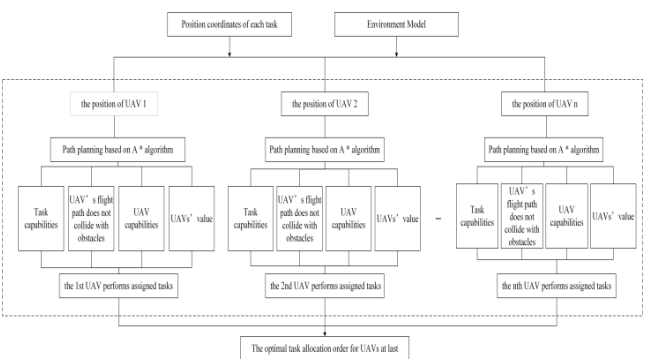 Position coordinates of each task
Environment Model
the position of UAV 1
the position of UAV 2
the position of UAV n
Path planning based on A * algorithm
Path planning based on A * algorithm
Path planning based on A * algorithm
Task
capabilities
UAV’ s flight
path does not
collide with
obstacles
UAV
capabilities
UAVs’ value
Task
capabilities
UAV’ s flight
path does not
collide with
obstacles
UAV
capabilities
UAVs’ value
...
Task
capabilities
UAV’ s
flight path
does not
collide with
obstacles
UAV
capabilities
UAVs’ value
the 1st UAV performs assigned tasks
the 2nd UAV performs assigned tasks
the nth UAV performs assigned tasks
The optimal task allocation order for UAVs at last